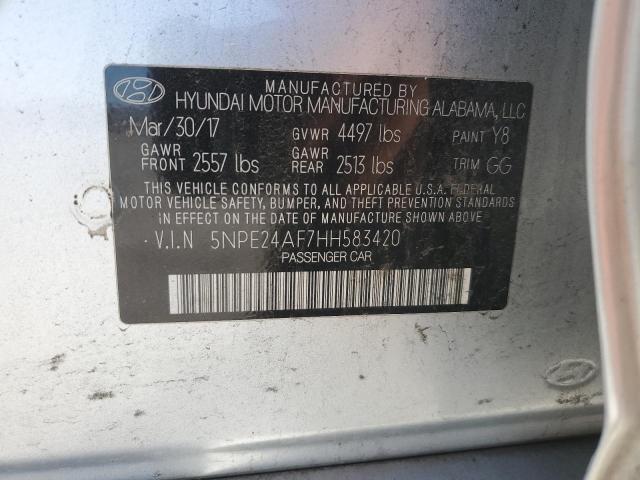 MANUFACTURED BY
HYUNDAI MOTOR MANUFACTURING ALABAMA, LLC
Mar/30/17 GVWR 4497 lbs PAINT Y8
GAWR FRONT 2557 lbs GAWR REAR 2513 lbs TRIM GG
THIS VEHICLE CONFORMS TO ALL APPLICABLE U.S.A. FEDERAL
MOTOR VEHICLE SAFETY, BUMPER, AND THEFT PREVENTION
STANDARDS IN EFFECT ON THE DATE OF MANUFACTURE
V.I.N 5NPE24AF7HH583420
PASSENGER CAR